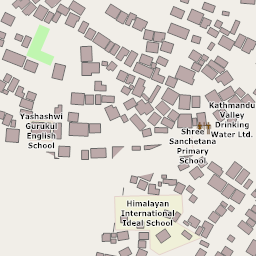 Kathmandu
Valley
Drinking
Water Ltd.
Yashashwi
Gurukul
English
School
Shree
Sanchetana
Primary
School
Himalayan
International
Ideal School